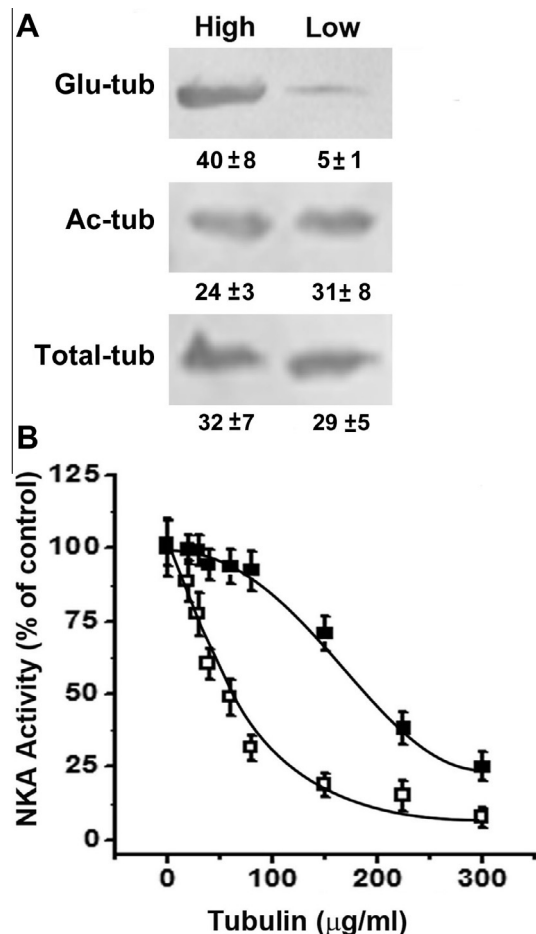 A
High Low
Glu-tub
40±8 5±1
Ac-tub
24±3 31±8
Total-tub
32±7 29±5
B
NKA Activity (% of control)
125
100
75
50
25
0
0 100 200 300
Tubulin (μg/ml)